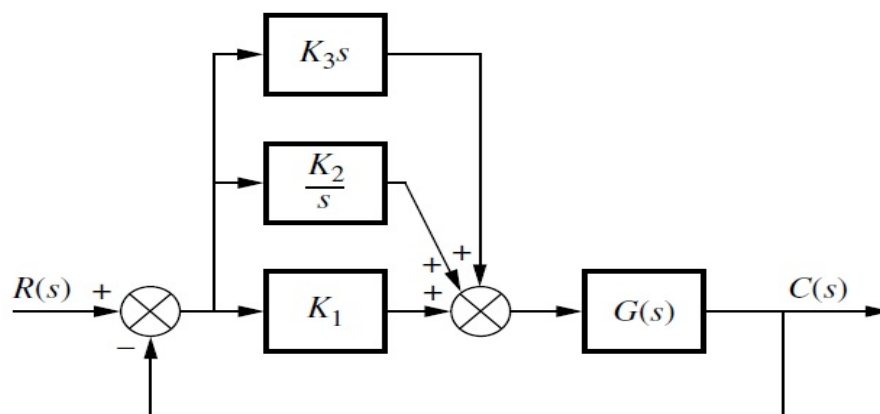 K₃s
K₂
s
R(s) + K₁ + + + G(s) C(s)
−